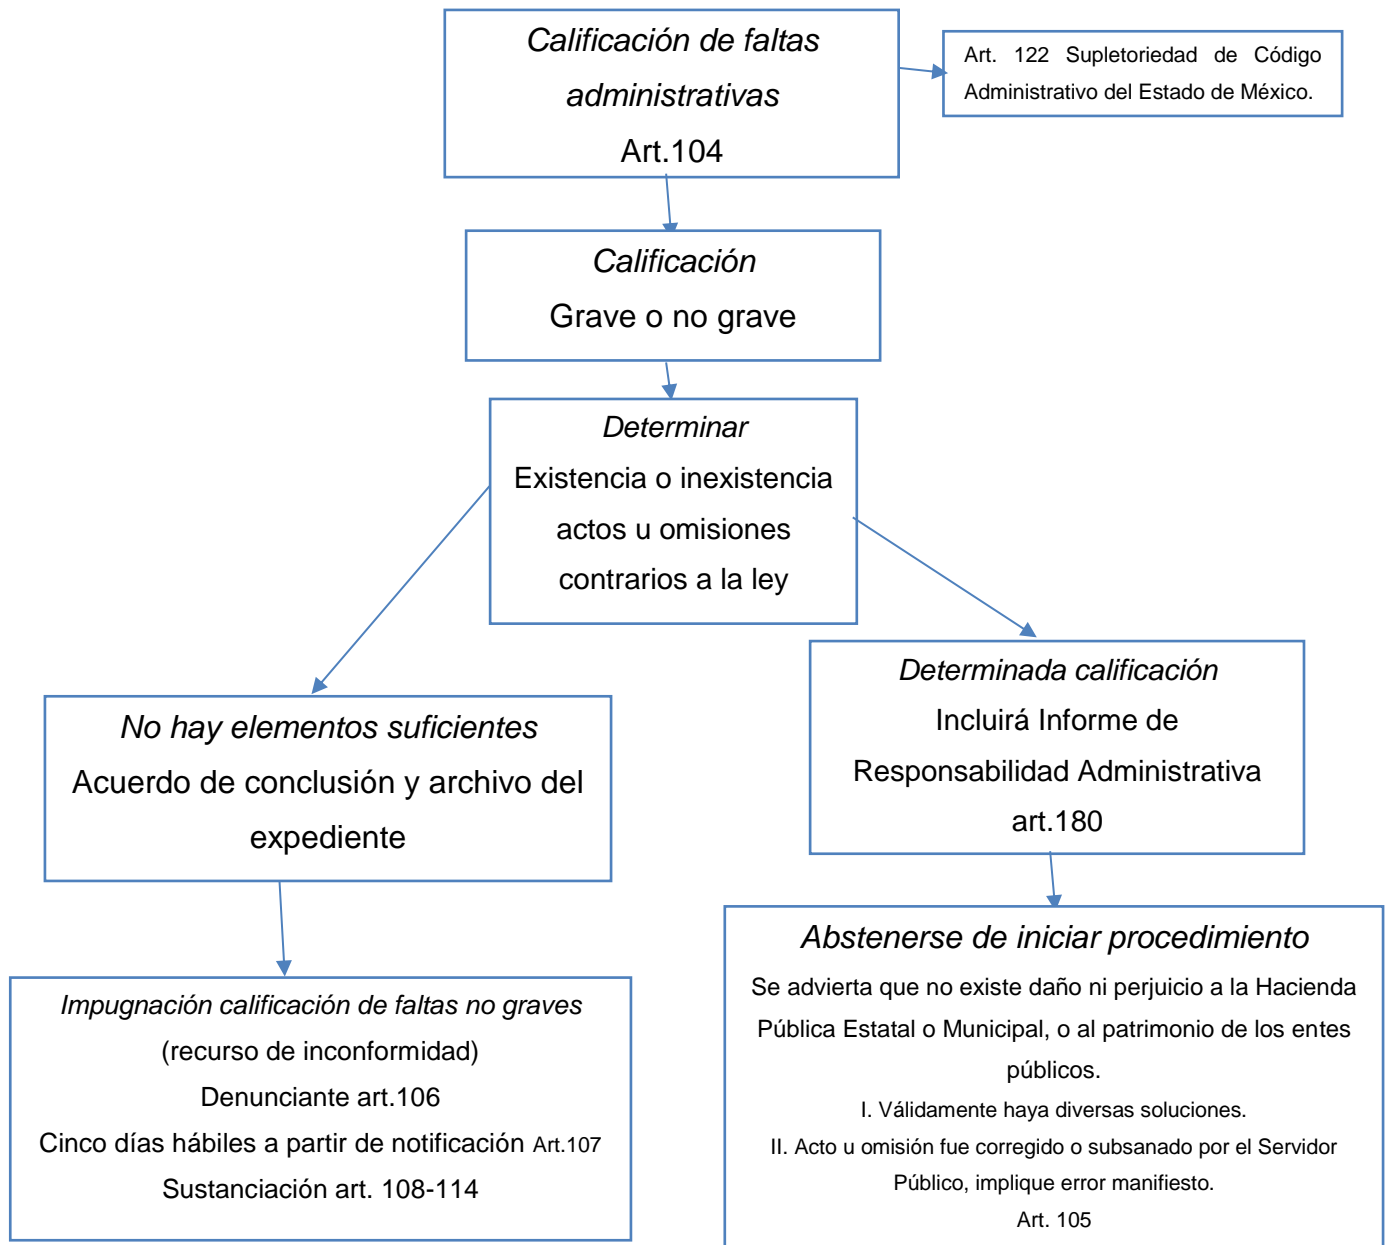 Calificación de faltas
administrativas
Art.104
Art. 122 Supletoriedad de Código
Administrativo del Estado de México.
Calificación
Grave o no grave
Determinar
Existencia o inexistencia
actos u omisiones
contrarios a la ley
No hay elementos suficientes
Acuerdo de conclusión y archivo del
expediente
Determinada calificación
Incluirá Informe de
Responsabilidad Administrativa
art.180
Impugnación calificación de faltas no graves
(recurso de inconformidad)
Denunciante art.106
Cinco días hábiles a partir de notificación Art.107
Sustanciación art. 108-114
Abstenerse de iniciar procedimiento
Se advierta que no existe daño ni perjuicio a la Hacienda
Pública Estatal o Municipal, o al patrimonio de los entes
públicos.
I. Válidamente haya diversas soluciones.
II. Acto u omisión fue corregido o subsanado por el Servidor
Público, implique error manifiesto.
Art. 105